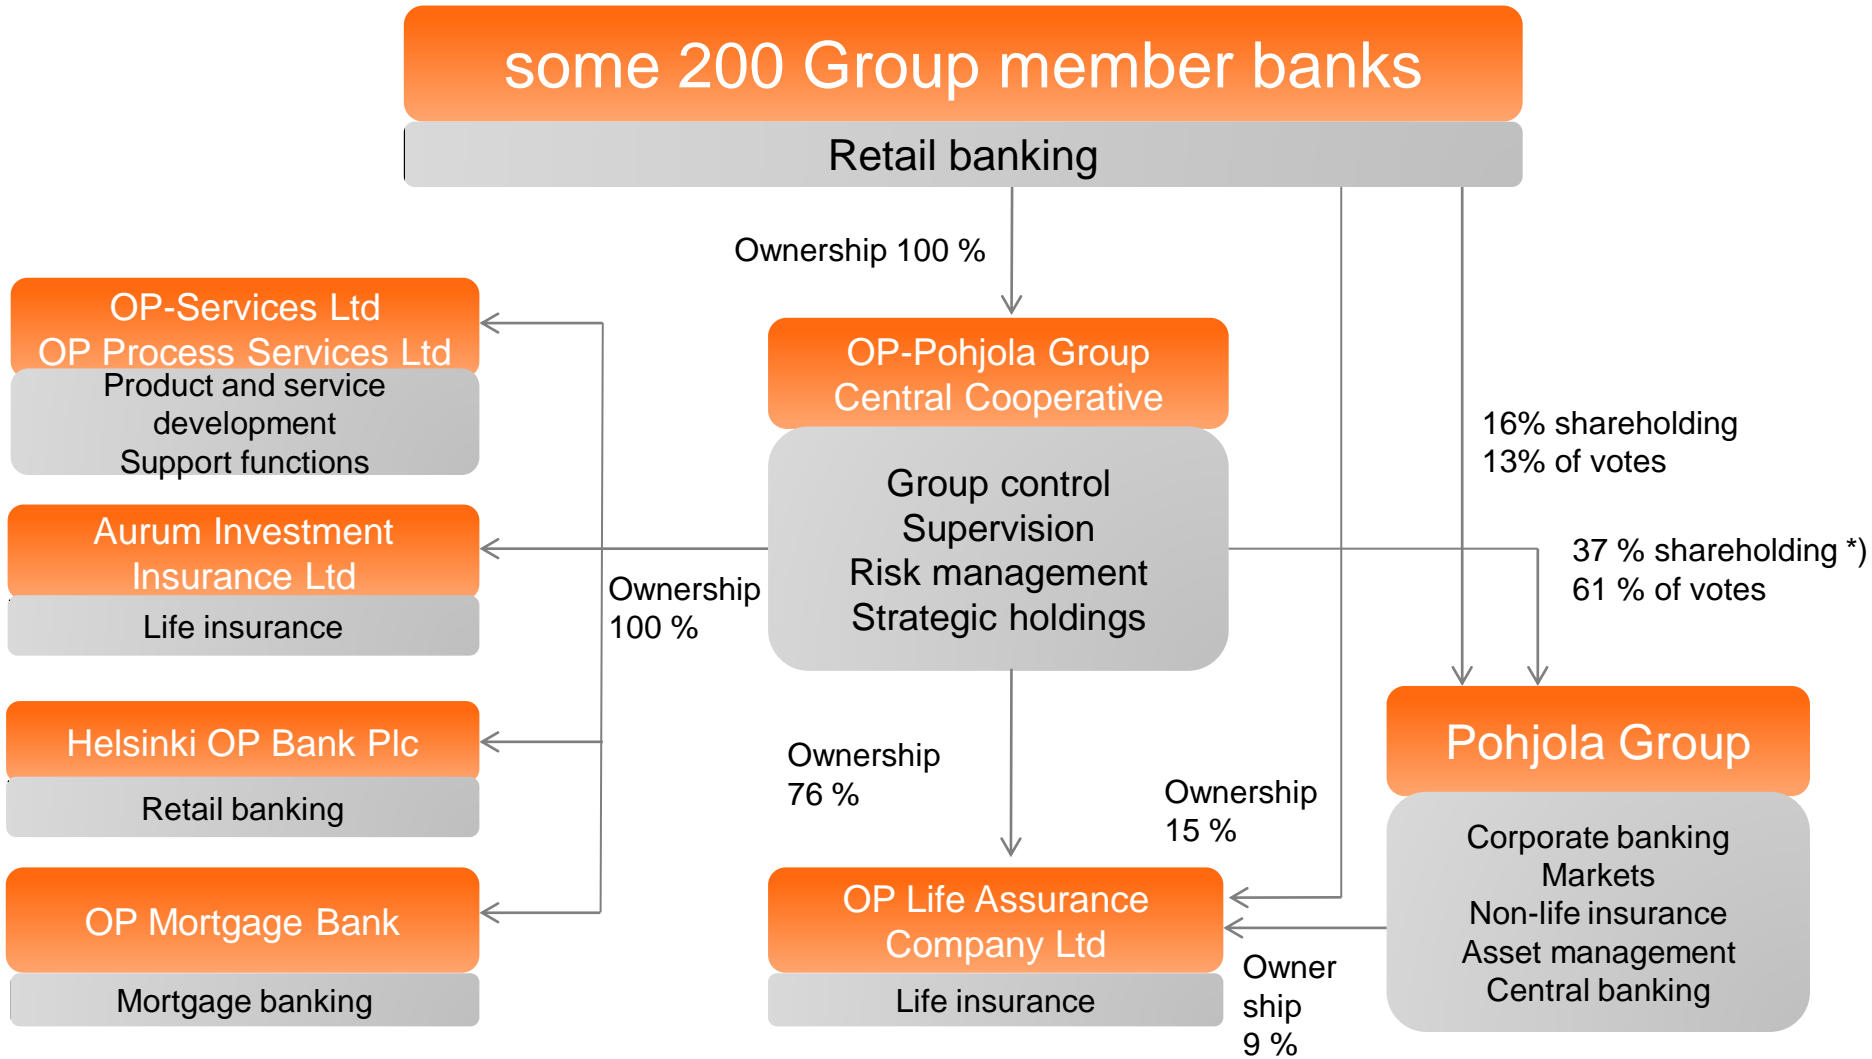 some 200 Group member banks
Retail banking
Ownership 100 %
OP-Services Ltd
OP Process Services Ltd
Product and service
development
Support functions
OP-Pohjola Group
Central Cooperative
Group control
Supervision
Risk management
Strategic holdings
16% shareholding
13% of votes
37 % shareholding *)
61 % of votes
Aurum Investment
Insurance Ltd
Life insurance
Ownership
100 %
Helsinki OP Bank Plc
Retail banking
Ownership
76 %
Ownership
15 %
Pohjola Group
Corporate banking
Markets
Non-life insurance
Asset management
Central banking
OP Mortgage Bank
Mortgage banking
OP Life Assurance
Company Ltd
Life insurance
Owner
ship
9 %